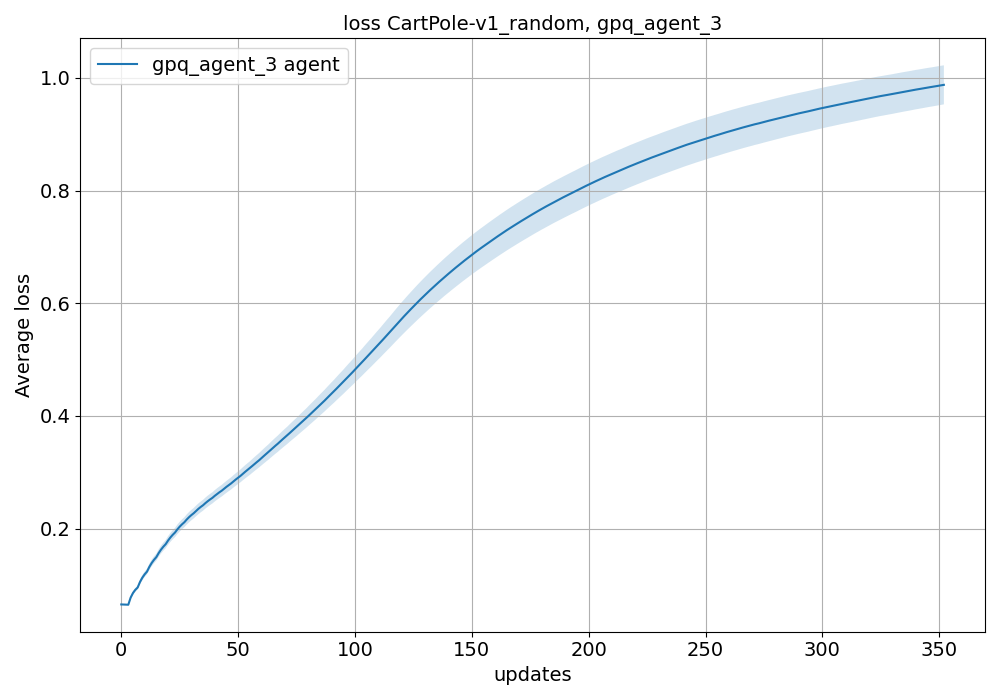 loss CartPole-v1_random, gpq_agent_3
gpq_agent_3 agent
Average loss
1.0
0.8
0.6
0.4
0.2
0 50 100 150 200 250 300 350
updates